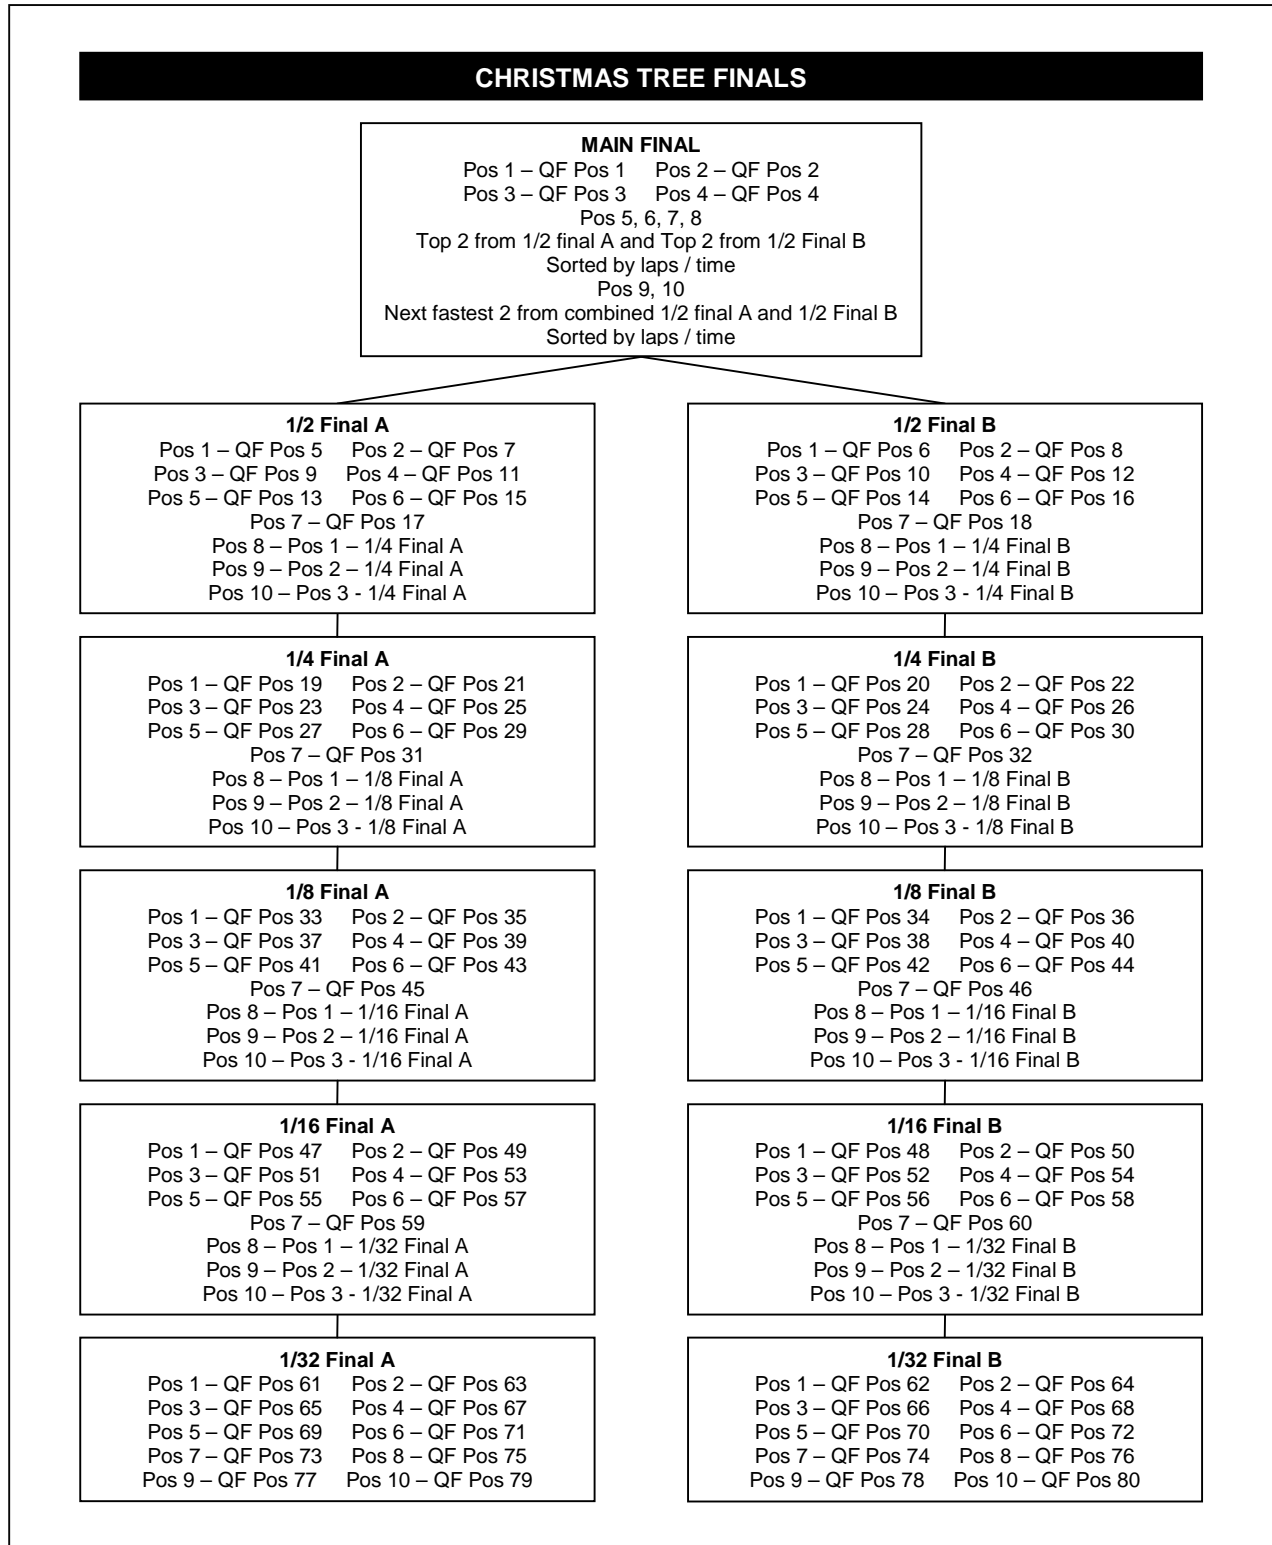 CHRISTMAS TREE FINALS
MAIN FINAL
Pos 1 – QF Pos 1 Pos 2 – QF Pos 2
Pos 3 – QF Pos 3 Pos 4 – QF Pos 4
Pos 5, 6, 7, 8
Top 2 from 1/2 final A and Top 2 from 1/2 Final B
Sorted by laps / time
Pos 9, 10
Next fastest 2 from combined 1/2 final A and 1/2 Final B
Sorted by laps / time
1/2 Final A
Pos 1 – QF Pos 5 Pos 2 – QF Pos 7
Pos 3 – QF Pos 9 Pos 4 – QF Pos 11
Pos 5 – QF Pos 13 Pos 6 – QF Pos 15
Pos 7 – QF Pos 17
Pos 8 – Pos 1 – 1/4 Final A
Pos 9 – Pos 2 – 1/4 Final A
Pos 10 – Pos 3 - 1/4 Final A
1/2 Final B
Pos 1 – QF Pos 6 Pos 2 – QF Pos 8
Pos 3 – QF Pos 10 Pos 4 – QF Pos 12
Pos 5 – QF Pos 14 Pos 6 – QF Pos 16
Pos 7 – QF Pos 18
Pos 8 – Pos 1 – 1/4 Final B
Pos 9 – Pos 2 – 1/4 Final B
Pos 10 – Pos 3 - 1/4 Final B
1/4 Final A
Pos 1 – QF Pos 19 Pos 2 – QF Pos 21
Pos 3 – QF Pos 23 Pos 4 – QF Pos 25
Pos 5 – QF Pos 27 Pos 6 – QF Pos 29
Pos 7 – QF Pos 31
Pos 8 – Pos 1 – 1/8 Final A
Pos 9 – Pos 2 – 1/8 Final A
Pos 10 – Pos 3 - 1/8 Final A
1/4 Final B
Pos 1 – QF Pos 20 Pos 2 – QF Pos 22
Pos 3 – QF Pos 24 Pos 4 – QF Pos 26
Pos 5 – QF Pos 28 Pos 6 – QF Pos 30
Pos 7 – QF Pos 32
Pos 8 – Pos 1 – 1/8 Final B
Pos 9 – Pos 2 – 1/8 Final B
Pos 10 – Pos 3 - 1/8 Final B
1/8 Final A
Pos 1 – QF Pos 33 Pos 2 – QF Pos 35
Pos 3 – QF Pos 37 Pos 4 – QF Pos 39
Pos 5 – QF Pos 41 Pos 6 – QF Pos 43
Pos 7 – QF Pos 45
Pos 8 – Pos 1 – 1/16 Final A
Pos 9 – Pos 2 – 1/16 Final A
Pos 10 – Pos 3 - 1/16 Final A
1/8 Final B
Pos 1 – QF Pos 34 Pos 2 – QF Pos 36
Pos 3 – QF Pos 38 Pos 4 – QF Pos 40
Pos 5 – QF Pos 42 Pos 6 – QF Pos 44
Pos 7 – QF Pos 46
Pos 8 – Pos 1 – 1/16 Final B
Pos 9 – Pos 2 – 1/16 Final B
Pos 10 – Pos 3 - 1/16 Final B
1/16 Final A
Pos 1 – QF Pos 47 Pos 2 – QF Pos 49
Pos 3 – QF Pos 51 Pos 4 – QF Pos 53
Pos 5 – QF Pos 55 Pos 6 – QF Pos 57
Pos 7 – QF Pos 59
Pos 8 – Pos 1 – 1/32 Final A
Pos 9 – Pos 2 – 1/32 Final A
Pos 10 – Pos 3 - 1/32 Final A
1/16 Final B
Pos 1 – QF Pos 48 Pos 2 – QF Pos 50
Pos 3 – QF Pos 52 Pos 4 – QF Pos 54
Pos 5 – QF Pos 56 Pos 6 – QF Pos 58
Pos 7 – QF Pos 60
Pos 8 – Pos 1 – 1/32 Final B
Pos 9 – Pos 2 – 1/32 Final B
Pos 10 – Pos 3 - 1/32 Final B
1/32 Final A
Pos 1 – QF Pos 61 Pos 2 – QF Pos 63
Pos 3 – QF Pos 65 Pos 4 – QF Pos 67
Pos 5 – QF Pos 69 Pos 6 – QF Pos 71
Pos 7 – QF Pos 73 Pos 8 – QF Pos 75
Pos 9 – QF Pos 77 Pos 10 – QF Pos 79
1/32 Final B
Pos 1 – QF Pos 62 Pos 2 – QF Pos 64
Pos 3 – QF Pos 66 Pos 4 – QF Pos 68
Pos 5 – QF Pos 70 Pos 6 – QF Pos 72
Pos 7 – QF Pos 74 Pos 8 – QF Pos 76
Pos 9 – QF Pos 78 Pos 10 – QF Pos 80